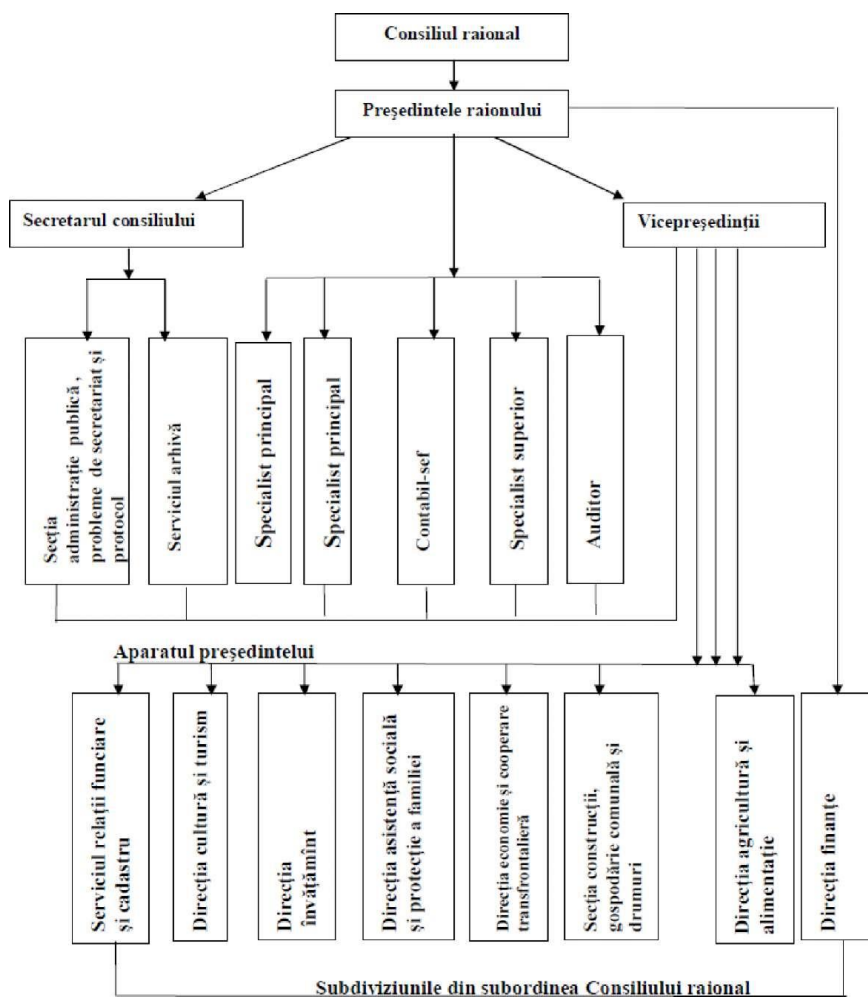 Consiliul raional
Președintele raionului
Secretarul consiliului
Vicepreședinții
Secția
administrație publică ,
probleme de secretariat și
protocol
Serviciul arhivă
Specialist principal
Specialist principal
Contabil-sef
Specialist superior
Auditor
Aparatul președintelui
Serviciul relații funciare
și cadastru
Direcția cultură și turism
Direcția
învățămînt
Direcția asistență socială
și protecție a familiei
Direcția economie și cooperare
transfrontalieră
Secția construcții,
gospodărie comunală și
drumuri
Direcția agricultură și
alimentație
Direcția finanțe
Subdiviziunile din subordinea Consiliului raional